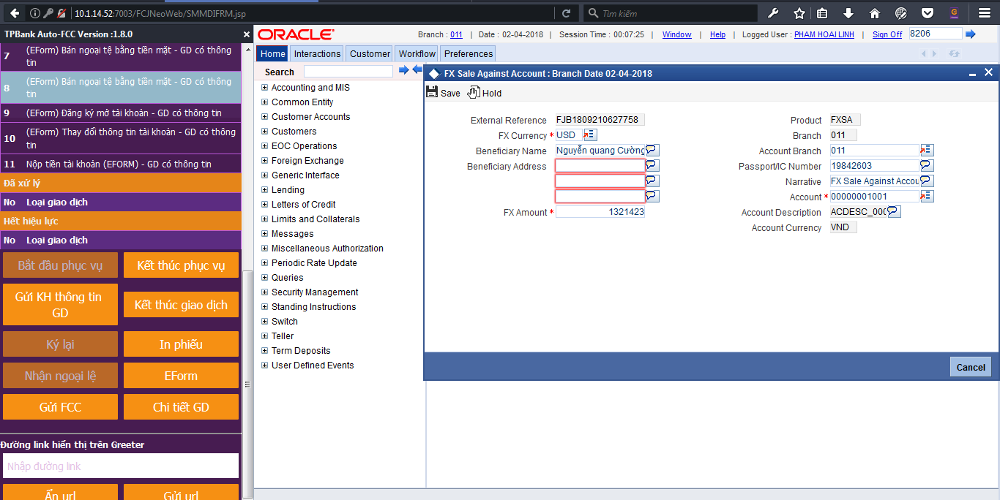 10.1.14.52:7003/FCJNeoWeb/SMMDIFRM.jsp
Tìm kiếm
TPBank Auto-FCC Version :1.8.0
7 (EForm) Bán ngoại tệ bằng tiền mặt - GD có thông
tin
8 (EForm) Bán ngoại tệ bằng tiền mặt - GD có thông
tin
9 (EForm) Đăng ký mở tài khoản - GD có thông tin
10 (EForm) Thay đổi thông tin tài khoản - GD có thông
tin
11 Nộp tiền tài khoản (EFORM) - GD có thông tin
Đã xử lý
No Loại giao dịch
Hết hiệu lực
No Loại giao dịch
Bắt đầu phục vụ
Kết thúc phục vụ
Gửi KH thông tin
GD
Kết thúc giao dịch
Ký lại
In phiếu
Nhận ngoại lệ
EForm
Gửi FCC
Chi tiết GD
Đường link hiển thị trên Greeter
Nhập đường link
Ẩn url
Gửi url
ORACLE
Branch : 011 | Date : 02-04-2018 | Session Time : 00:07:25 | Window | Help | Logged User : PHAM HOAI LINH | Sign Off 8206
Home Interactions Customer Workflow Preferences
Search
Accounting and MIS
Common Entity
Customer Accounts
Customers
EOC Operations
Foreign Exchange
Generic Interface
Lending
Letters of Credit
Limits and Collaterals
Messages
Miscellaneous Authorization
Periodic Rate Update
Queries
Security Management
Standing Instructions
Switch
Teller
Term Deposits
User Defined Events
FX Sale Against Account : Branch Date 02-04-2018
Save Hold
External Reference FJB1809210627758
FX Currency * USD
Beneficiary Name Nguyễn quang Cường
Beneficiary Address
FX Amount * 1321423
Product FXSA
Branch 011
Account Branch 011
Passport/IC Number 19842603
Narrative FX Sale Against Accou
Account * 00000001001
Account Description ACDESC_000
Account Currency VND
Cancel